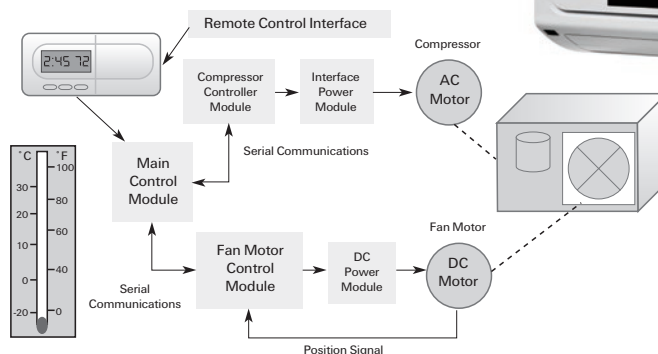 Remote Control Interface
2:45 72
Compressor
Compressor
Controller
Module
Interface
Power
Module
AC
Motor
Serial Communications
Main
Control
Module
°C
°F
100
30
80
20
60
10
40
0
-20
0
Fan Motor
Fan Motor
Control
Module
DC
Power
Module
DC
Motor
Serial
Communications
Position Signal